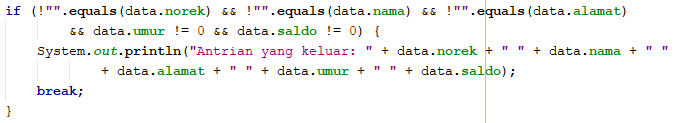 if (!"".equals(data.norek) && !"".equals(data.nama) && !"".equals(data.alamat)
        && data.umur != 0 && data.saldo != 0) {
    System.out.println("Antrian yang keluar: " + data.norek + " " + data.nama + " "
            + data.alamat + " " + data.umur + " " + data.saldo);
    break;
}